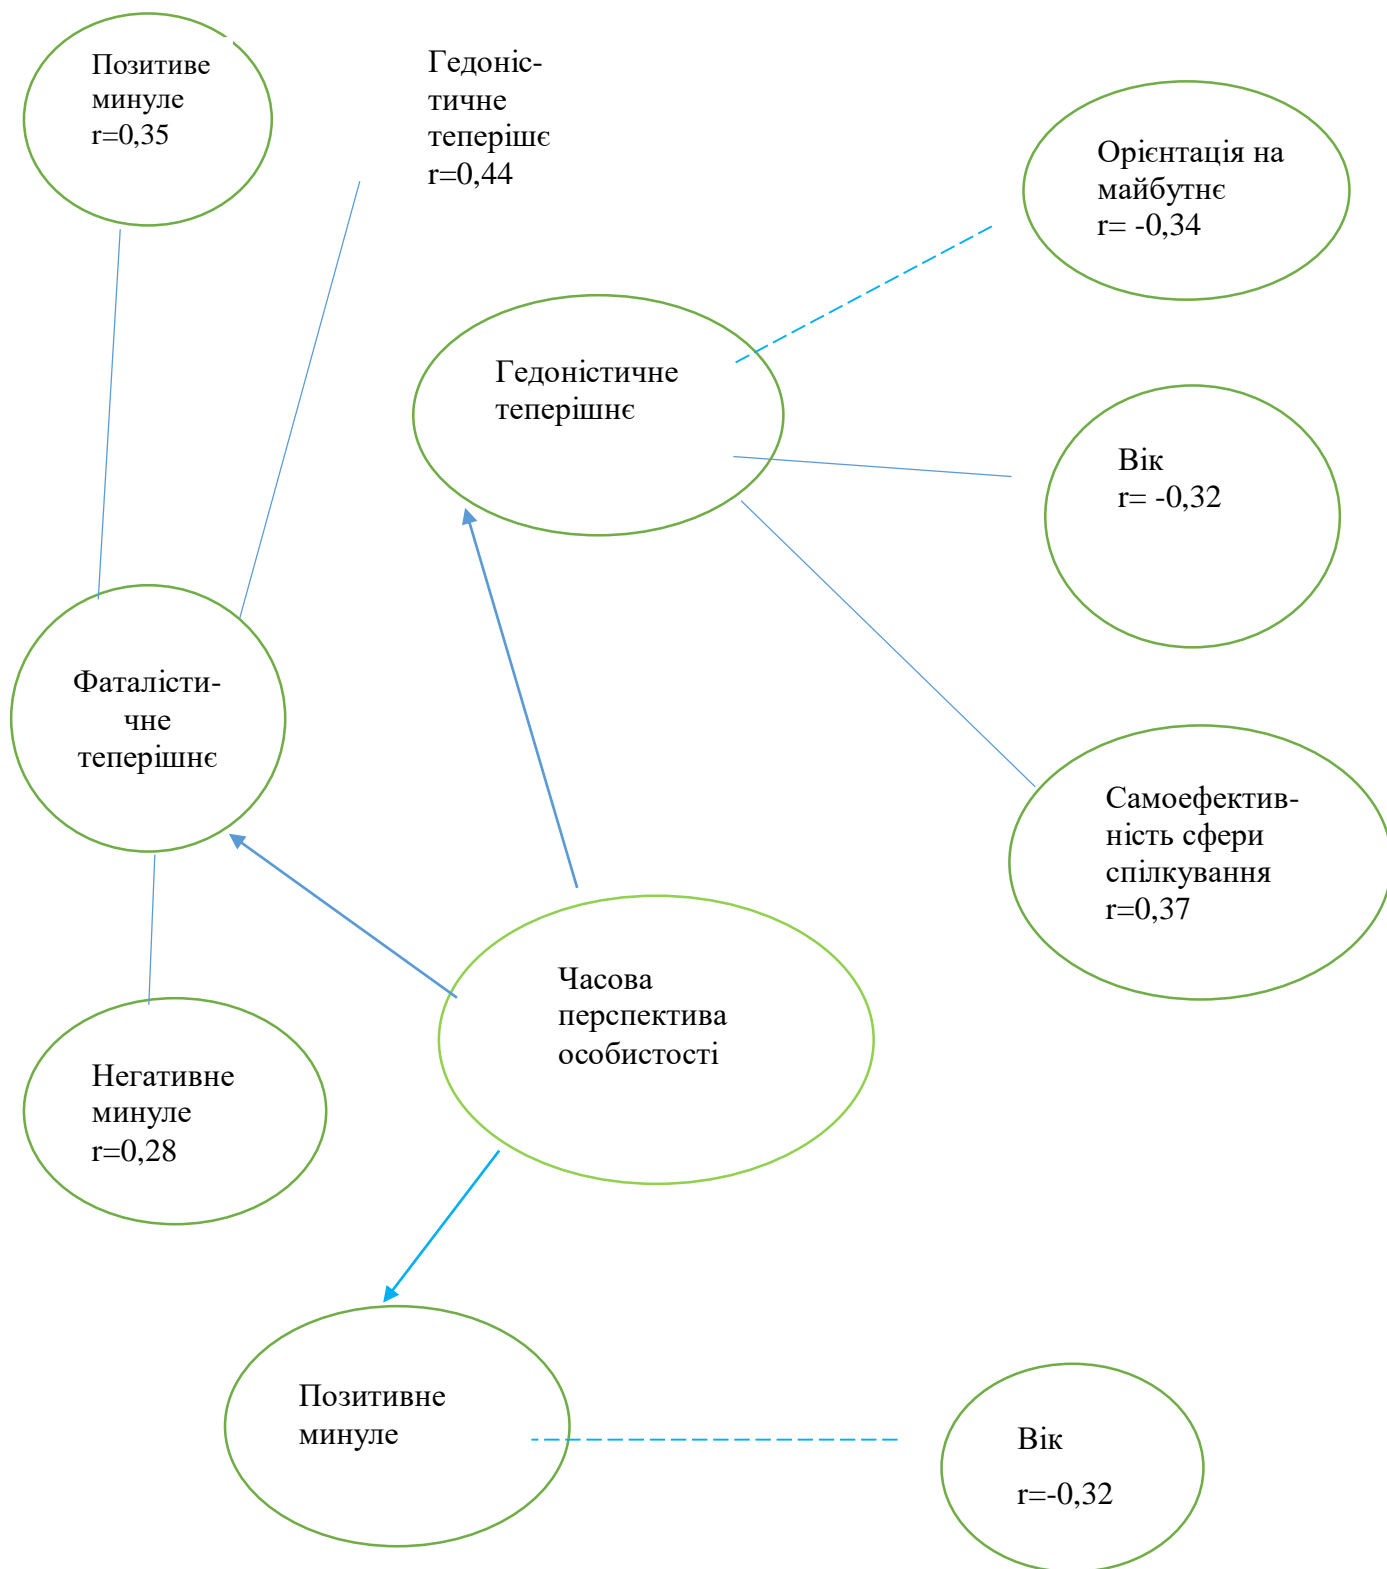 Позитиве
минуле
r=0,35
Гедоніс-
тичне
теперішє
r=0,44
Орієнтація на
майбутнє
r= -0,34
Гедоністичне
теперішнє
Вік
r= -0,32
Фаталісти-
чне
теперішнє
Самоефектив-
ність сфери
спілкування
r=0,37
Часова
перспектива
особистості
Негативне
минуле
r=0,28
Позитивне
минуле
Вік
r=-0,32